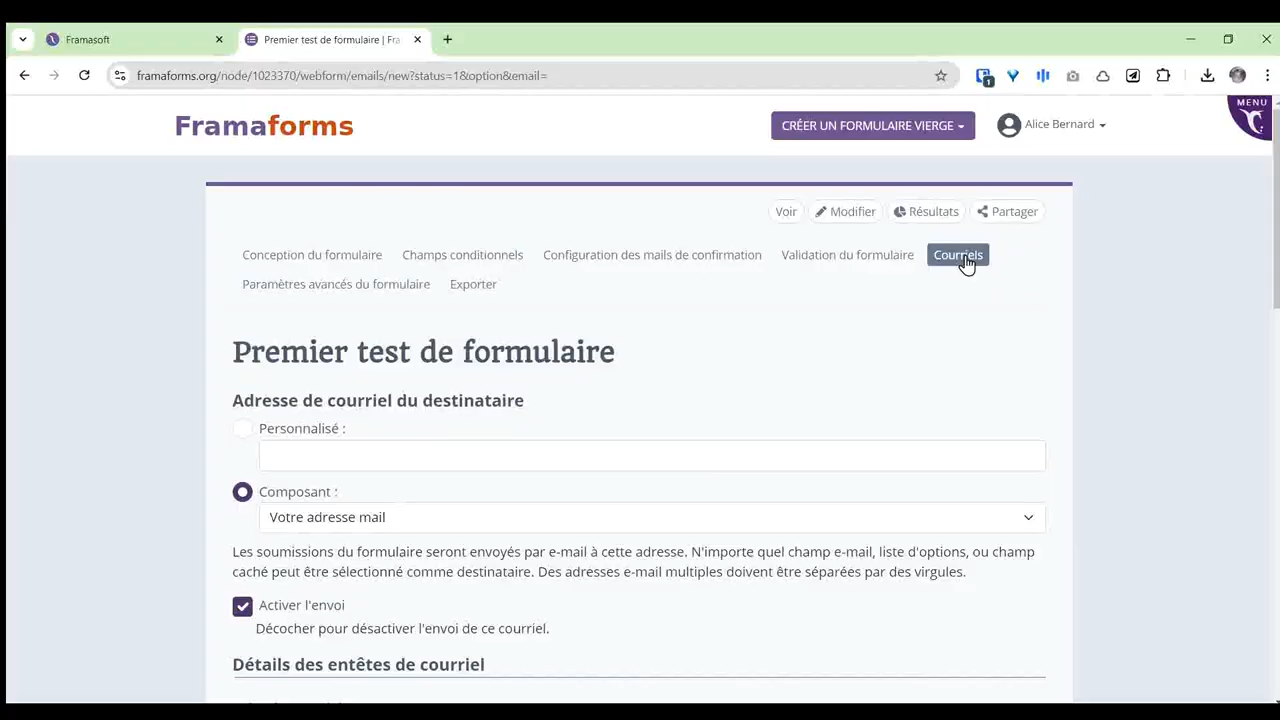 Framasoft
Premier test de formulaire | Fra
framaforms.org/node/1023370/webform/emails/new?status=1&option&email=
1
MENU
Framaforms
CRÉER UN FORMULAIRE VIERGE
Alice Bernard
Voir
Modifier
Résultats
Partager
Conception du formulaire
Champs conditionnels
Configuration des mails de confirmation
Validation du formulaire
Courriels
Paramètres avancés du formulaire
Exporter
Premier test de formulaire
Adresse de courriel du destinataire
Personnalisé :
Composant :
Votre adresse mail
Les soumissions du formulaire seront envoyés par e-mail à cette adresse. N'importe quel champ e-mail, liste d'options, ou champ
caché peut être sélectionné comme destinataire. Des adresses e-mail multiples doivent être séparées par des virgules.
Activer l'envoi
Décocher pour désactiver l'envoi de ce courriel.
Détails des entêtes de courriel